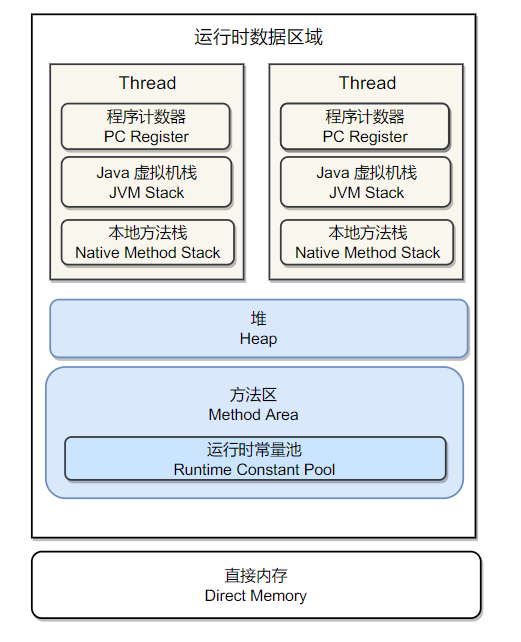 运行时数据区域
Thread
程序计数器
PC Register
Java 虚拟机栈
JVM Stack
本地方法栈
Native Method Stack
Thread
程序计数器
PC Register
Java 虚拟机栈
JVM Stack
本地方法栈
Native Method Stack
堆
Heap
方法区
Method Area
运行时常量池
Runtime Constant Pool
直接内存
Direct Memory